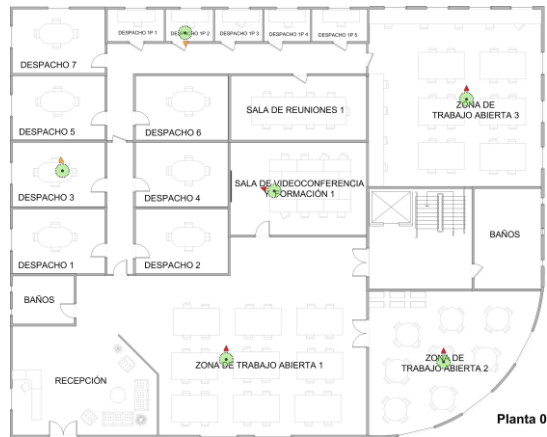 DESPACHO 1P 1
DESPACHO 1P 2
DESPACHO 1P 3
DESPACHO 1P 4
DESPACHO 1P 5
DESPACHO 7
DESPACHO 5
DESPACHO 6
SALA DE REUNIONES 1
ZONA DE
TRABAJO ABIERTA 3
DESPACHO 3
DESPACHO 4
SALA DE VIDEOCONFERENCIA
Y FORMACIÓN 1
BAÑOS
DESPACHO 1
DESPACHO 2
BAÑOS
RECEPCIÓN
ZONA DE TRABAJO ABIERTA 1
ZONA DE
TRABAJO ABIERTA 2
Planta 0